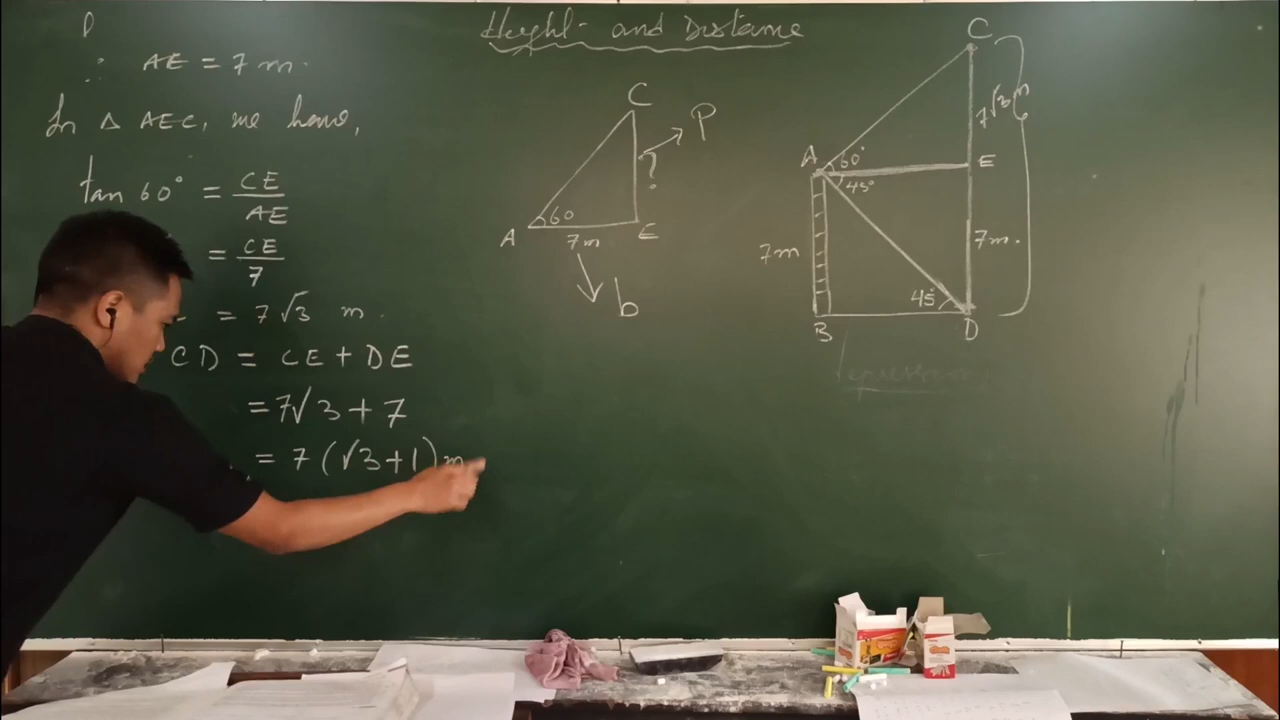 Height and Distance
∴ AE = 7 m.
In △ AEC, we have,
tan 60° = CE/AE
= CE/7
= 7√3 m.
CD = CE + DE
= 7√3 + 7
= 7 (√3 + 1) m
C
P
?
60
A
7m
E
b
C
7√3 m
A
60°
E
45°
7m
7m.
45°
B
D